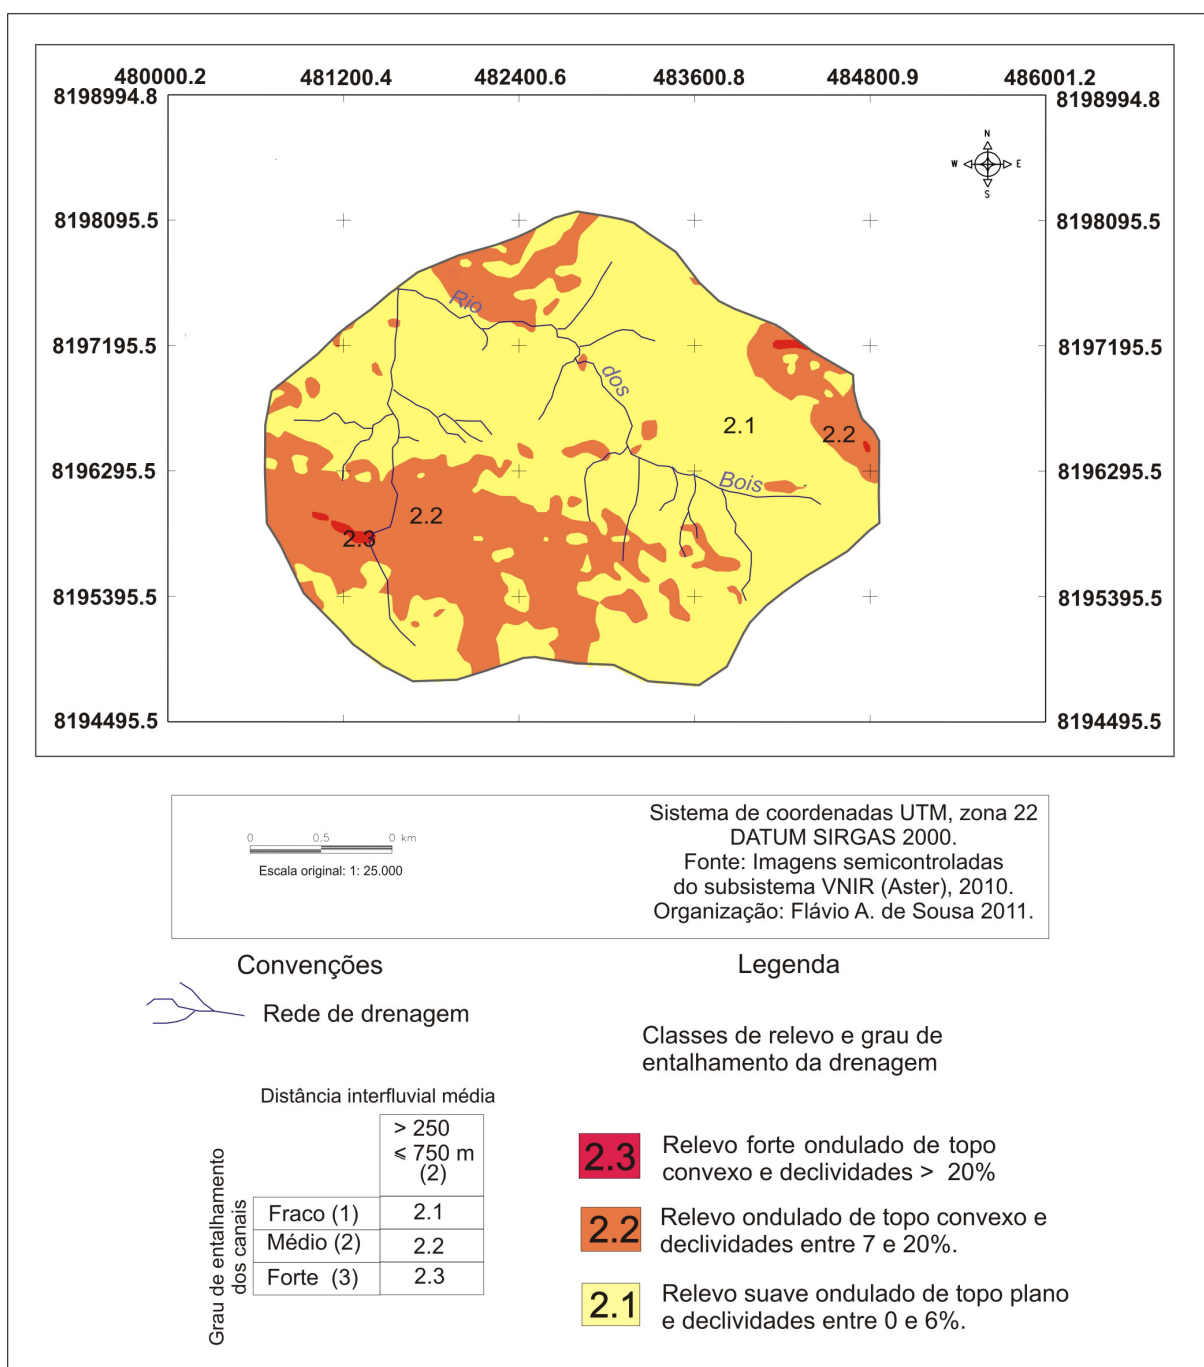 480000.2 481200.4 482400.6 483600.8 484800.9 486001.2
8198994.8 8198994.8
N
W E
S
8198095.5 8198095.5
Rio
8197195.5 8197195.5
dos
2.1
2.2
8196295.5 8196295.5
Bois
2.2
2.3
8195395.5 8195395.5
8194495.5 8194495.5
0 0.5 0 km
Escala original: 1: 25.000
Sistema de coordenadas UTM, zona 22
DATUM SIRGAS 2000.
Fonte: Imagens semicontroladas
do subsistema VNIR (Aster), 2010.
Organização: Flávio A. de Sousa 2011.
Convenções
Rede de drenagem
Distância interfluvial média
> 250
⩽ 750 m
(2)
Grau de entalhamento
dos canais
Fraco (1) 2.1
Médio (2) 2.2
Forte (3) 2.3
Legenda
Classes de relevo e grau de
entalhamento da drenagem
2.3 Relevo forte ondulado de topo
convexo e declividades > 20%
2.2 Relevo ondulado de topo convexo e
declividades entre 7 e 20%.
2.1 Relevo suave ondulado de topo plano
e declividades entre 0 e 6%.